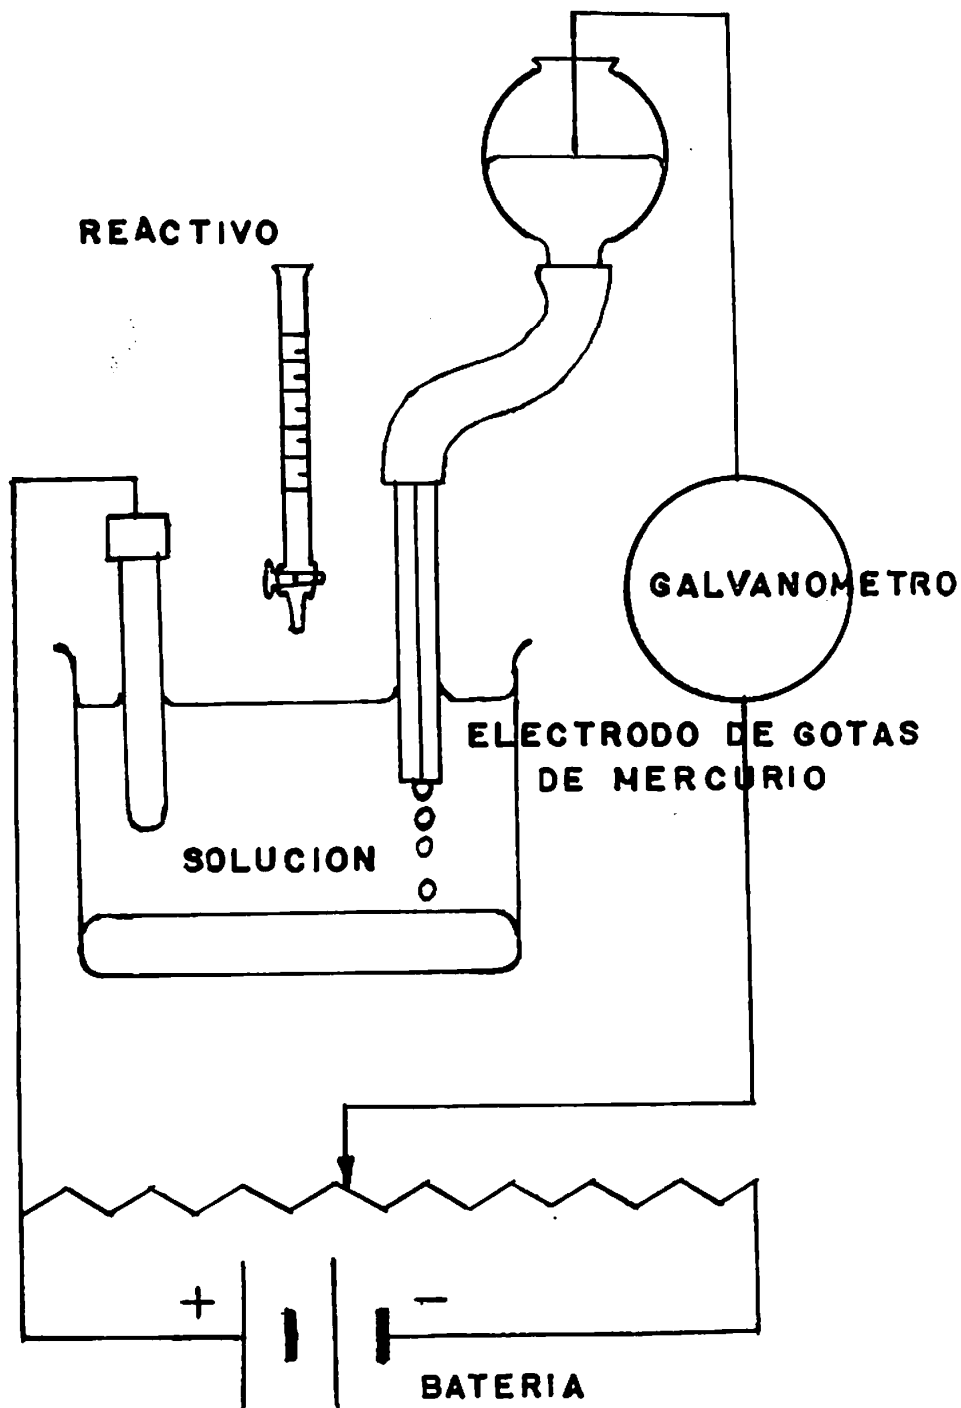 REACTIVO
GALVANOMETRO
ELECTRODO DE GOTAS
DE MERCURIO
SOLUCION
+
-
BATERIA